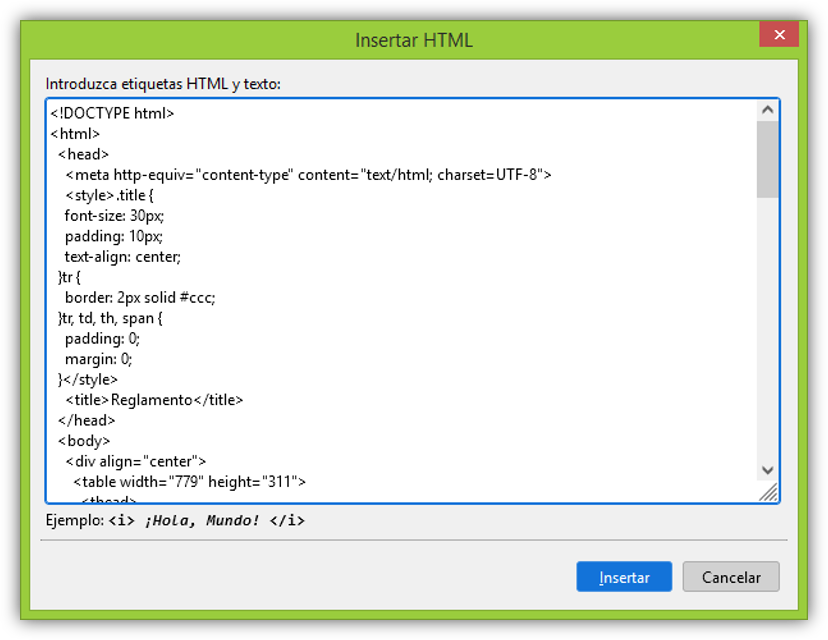 Insertar HTML
Introduzca etiquetas HTML y texto:
<!DOCTYPE html>
<html>
<head>
<meta http-equiv="content-type" content="text/html; charset=UTF-8">
<style>.title {
font-size: 30px;
padding: 10px;
text-align: center;
}tr {
border: 2px solid #ccc;
}tr, td, th, span {
padding: 0;
margin: 0;
}</style>
<title>Reglamento</title>
</head>
<body>
<div align="center">
<table width="779" height="311">
<thead>
Ejemplo: <i> ¡Hola, Mundo! </i>
Insertar
Cancelar